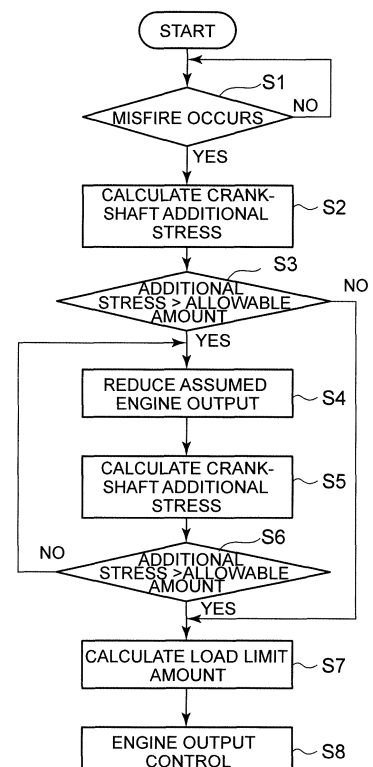 START
S1
MISFIRE OCCURS
NO
YES
CALCULATE CRANK-
SHAFT ADDITIONAL
STRESS
S2
S3
ADDITIONAL
STRESS > ALLOWABLE
AMOUNT
NO
YES
REDUCE ASSUMED
ENGINE OUTPUT
S4
CALCULATE CRANK-
SHAFT ADDITIONAL
STRESS
S5
S6
NO
ADDITIONAL
STRESS >ALLOWABLE
AMOUNT
YES
CALCULATE LOAD LIMIT
AMOUNT
S7
ENGINE OUTPUT
CONTROL
S8